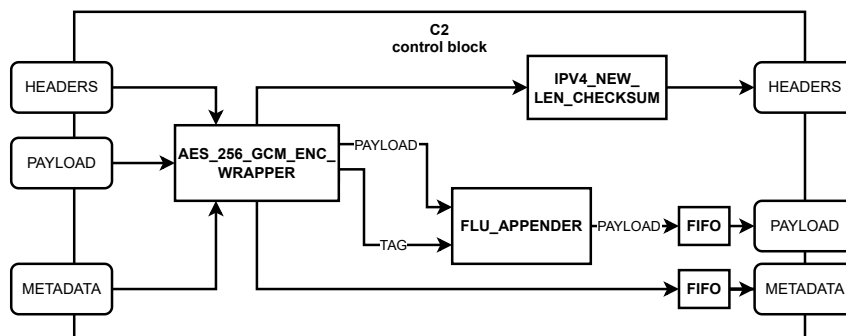 C2
control block
HEADERS
IPV4_NEW_
LEN_CHECKSUM
HEADERS
PAYLOAD
AES_256_GCM_ENC_
WRAPPER
PAYLOAD
TAG
FLU_APPENDER
PAYLOAD
FIFO
PAYLOAD
METADATA
FIFO
METADATA